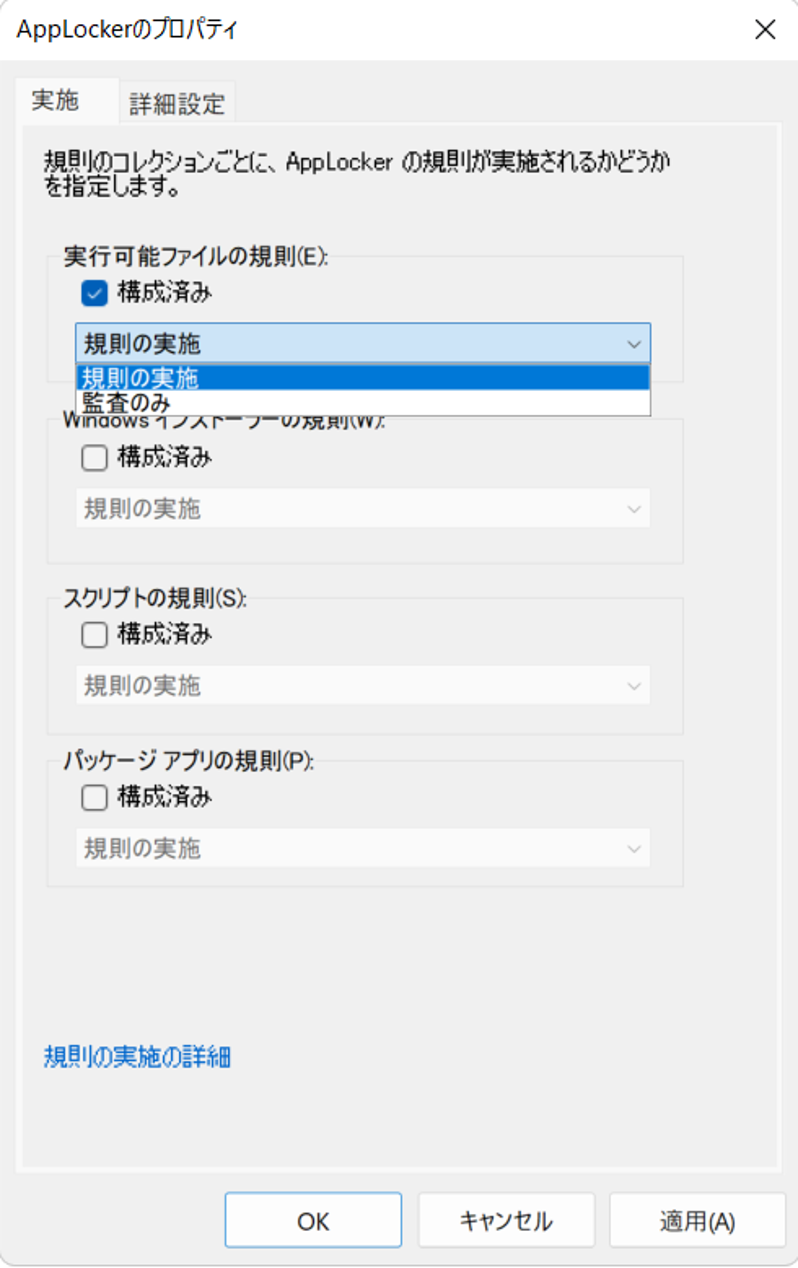 AppLockerのプロパティ
実施
詳細設定
規則のコレクションごとに、AppLocker の規則が実施されるかどうか
を指定します。
実行可能ファイルの規則(E):
構成済み
規則の実施
規則の実施
監査のみ
Windows インストーラーの規則(W):
構成済み
規則の実施
スクリプトの規則(S):
構成済み
規則の実施
パッケージ アプリの規則(P):
構成済み
規則の実施
規則の実施の詳細
OK
キャンセル
適用(A)